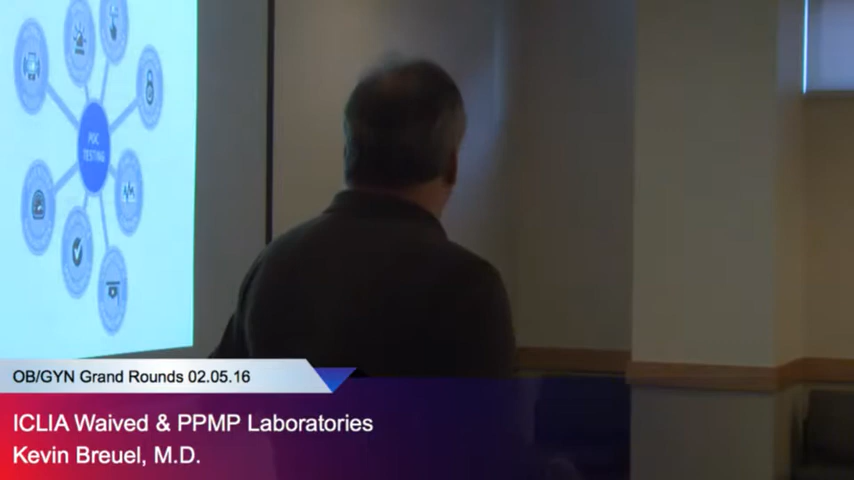 POC
TESTING
OB/GYN Grand Rounds 02.05.16
ICLIA Waived & PPMP Laboratories
Kevin Breuel, M.D.